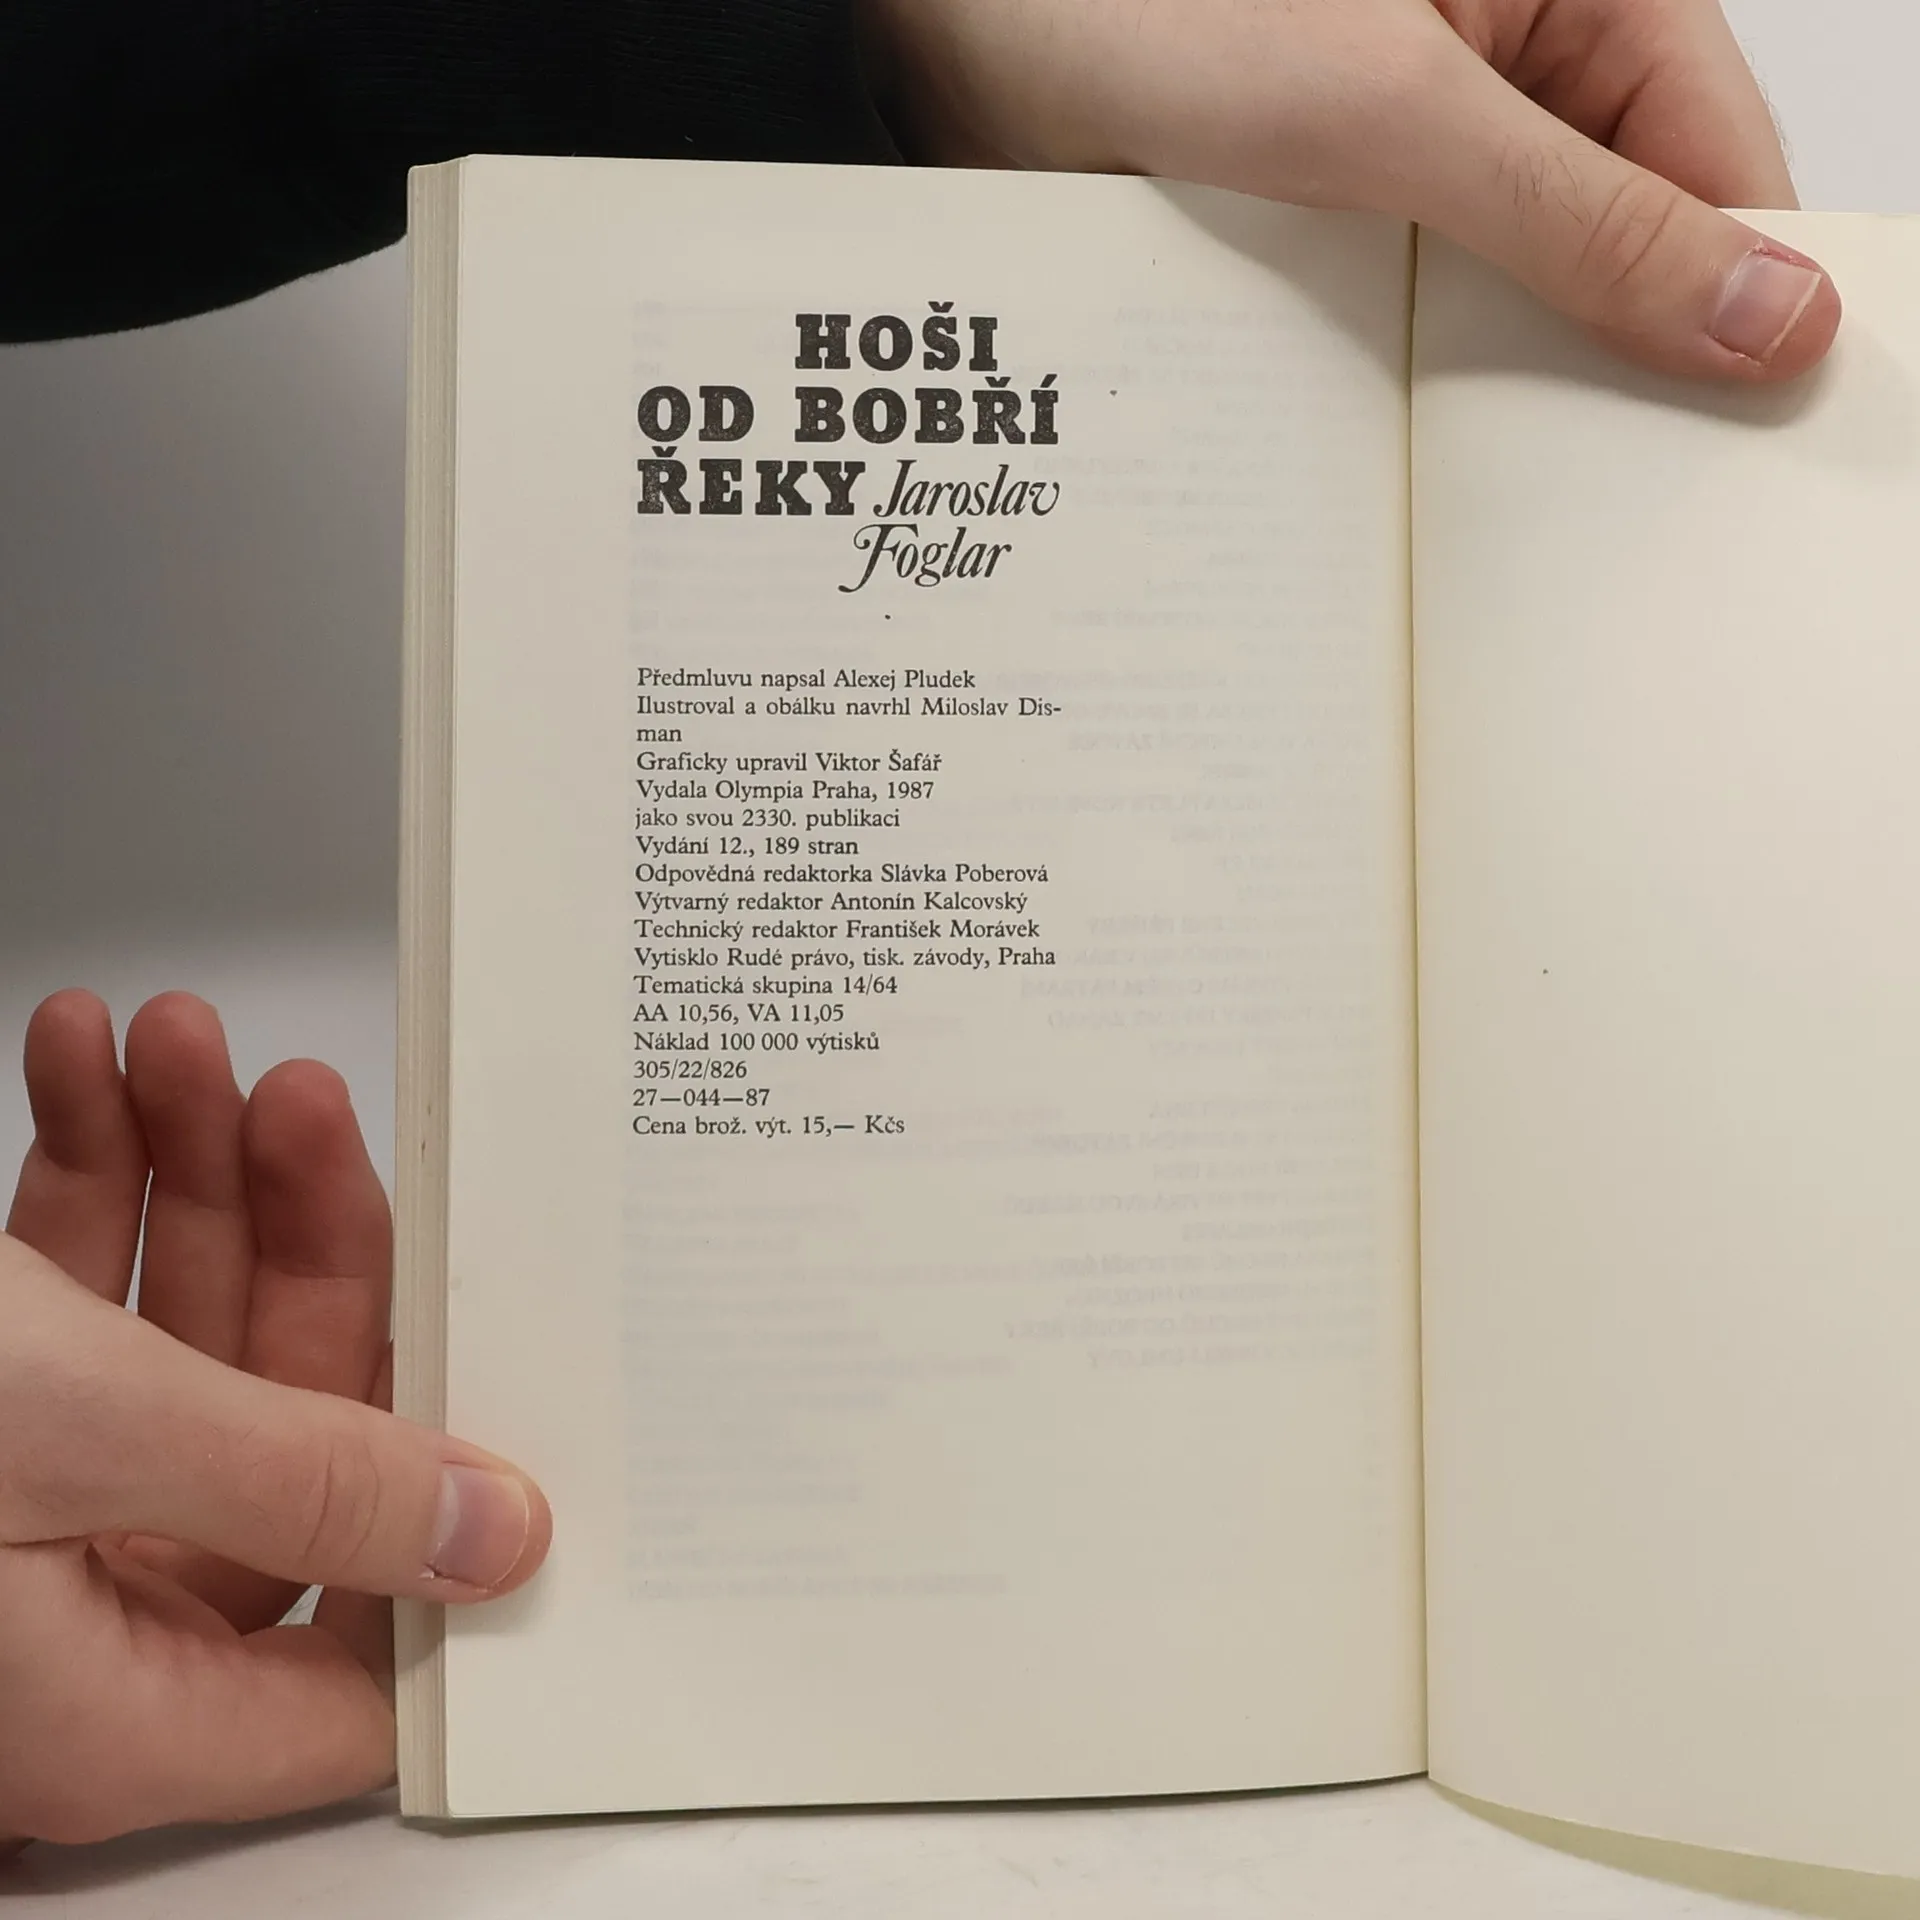 HOŠI
OD BOBŘÍ
ŘEKY Jaroslav
Foglar
Předmluvu napsal Alexej Pludek
Ilustroval a obálku navrhl Miloslav Dis-
man
Graficky upravil Viktor Šafář
Vydala Olympia Praha, 1987
jako svou 2330. publikaci
Vydání 12., 189 stran
Odpovědná redaktorka Slávka Poberová
Výtvarný redaktor Antonín Kalcovský
Technický redaktor František Morávek
Vytisklo Rudé právo, tisk. závody, Praha
Tematická skupina 14/64
AA 10,56, VA 11,05
Náklad 100 000 výtisků
305/22/826
27—044—87
Cena brož. výt. 15,— Kčs